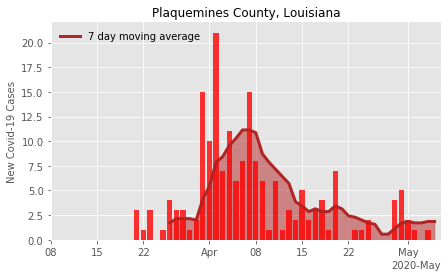 Plaquemines County, Louisiana
7 day moving average
New Covid-19 Cases
20.0
17.5
15.0
12.5
10.0
7.5
5.0
2.5
0.0
08 15 22 Apr 08 15 22 May
2020-May